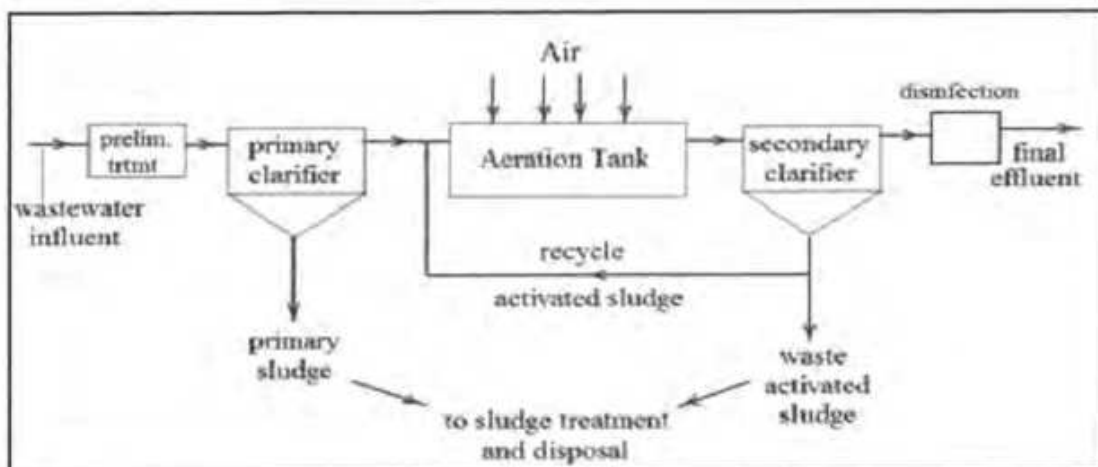 Air
disinfection
prelim.
trtmt
primary
clarifier
Aeration Tank
secondary
clarifier
final
effluent
wastewater
influent
recycle
activated sludge
primary
sludge
waste
activated
sludge
to sludge treatment
and disposal